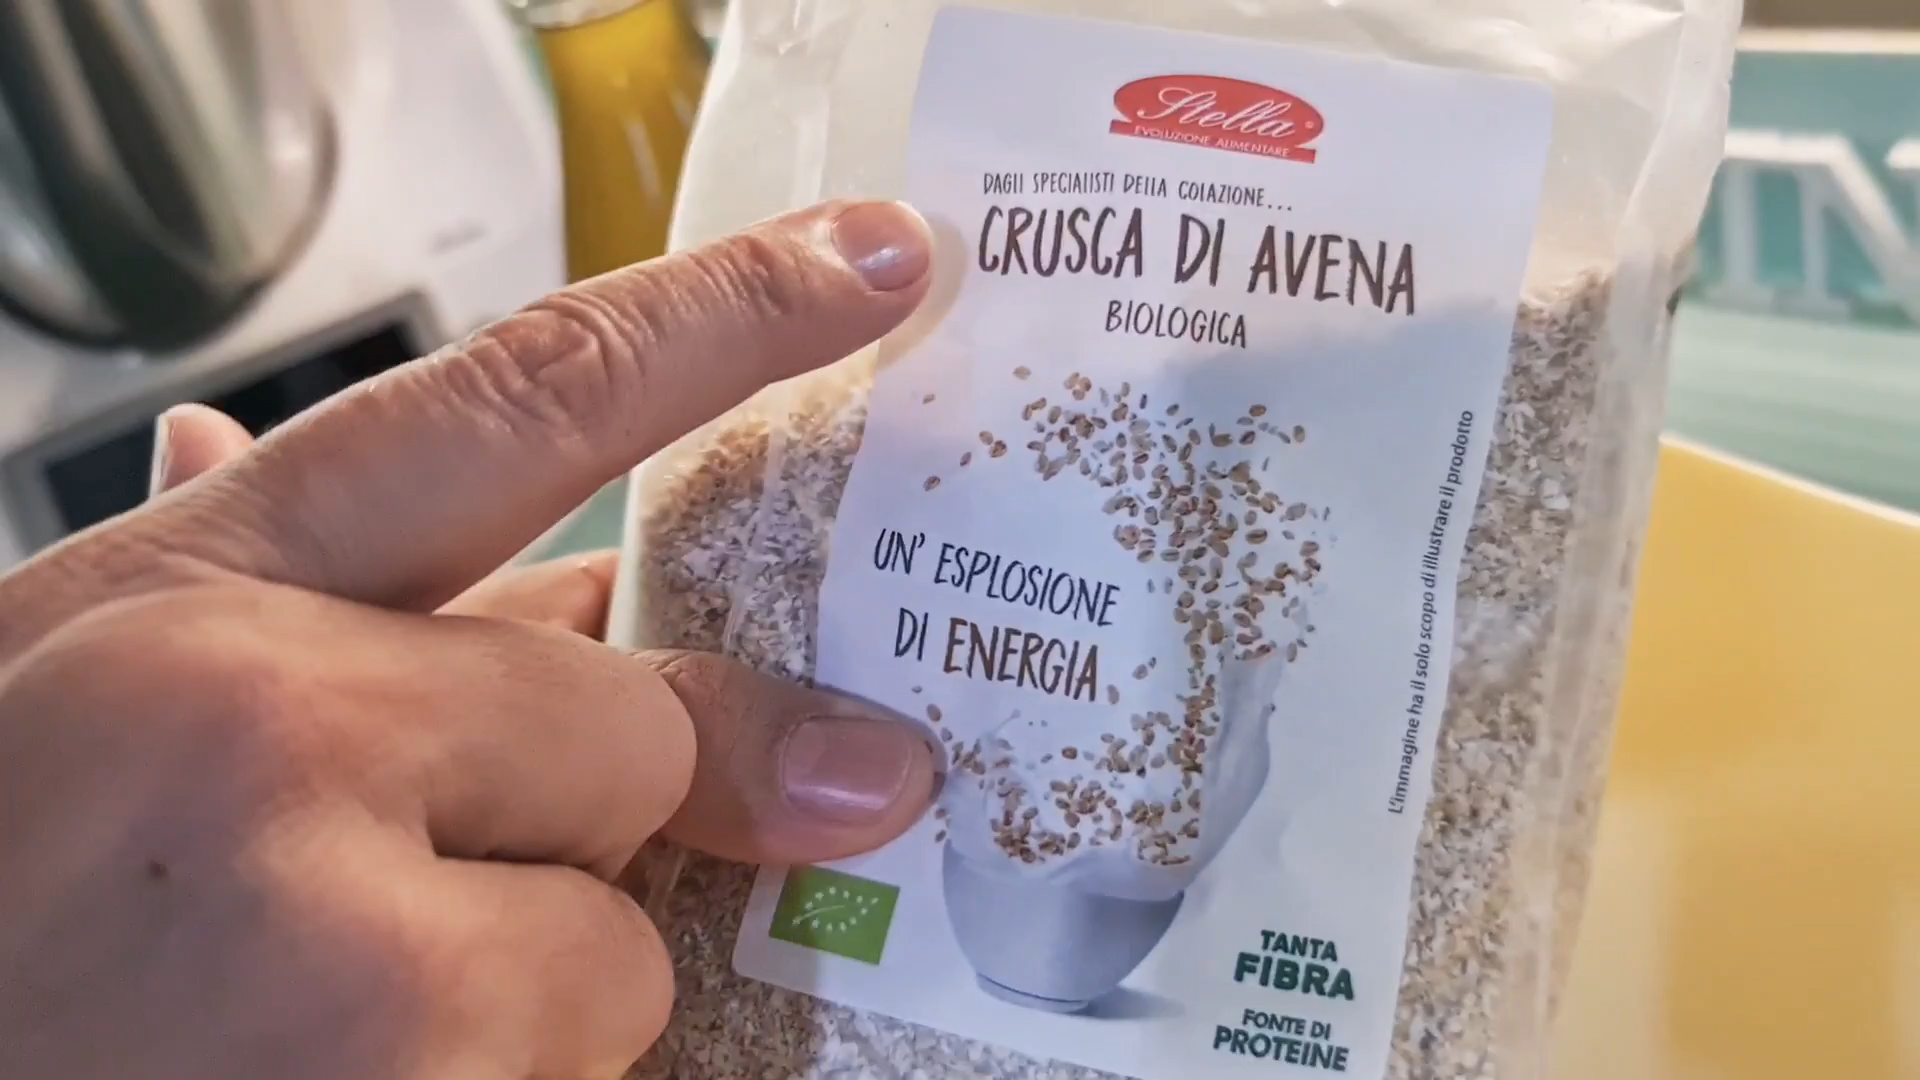 Stella
EVOLUZIONE ALIMENTARE
DAGLI SPECIALISTI DELLA COLAZIONE...
CRUSCA DI AVENA
BIOLOGICA
UN' ESPLOSIONE
DI ENERGIA
L'immagine ha il solo scopo di illustrare il prodotto
TANTA
FIBRA
FONTE DI
PROTEINE
IN